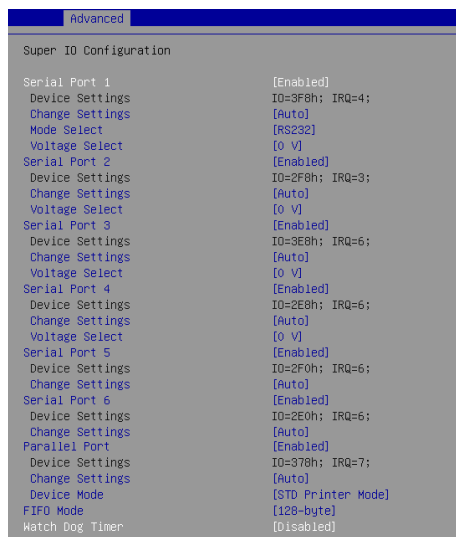 Advanced
Super IO Configuration
Serial Port 1 [Enabled]
Device Settings IO=3F8h; IRQ=4;
Change Settings [Auto]
Mode Select [RS232]
Voltage Select [0 V]
Serial Port 2 [Enabled]
Device Settings IO=2F8h; IRQ=3;
Change Settings [Auto]
Voltage Select [0 V]
Serial Port 3 [Enabled]
Device Settings IO=3E8h; IRQ=6;
Change Settings [Auto]
Voltage Select [0 V]
Serial Port 4 [Enabled]
Device Settings IO=2E8h; IRQ=6;
Change Settings [Auto]
Voltage Select [0 V]
Serial Port 5 [Enabled]
Device Settings IO=2F0h; IRQ=6;
Change Settings [Auto]
Serial Port 6 [Enabled]
Device Settings IO=2E0h; IRQ=6;
Change Settings [Auto]
Parallel Port [Enabled]
Device Settings IO=378h; IRQ=7;
Change Settings [Auto]
Device Mode [STD Printer Mode]
FIFO Mode [128-byte]
Watch Dog Timer [Disabled]